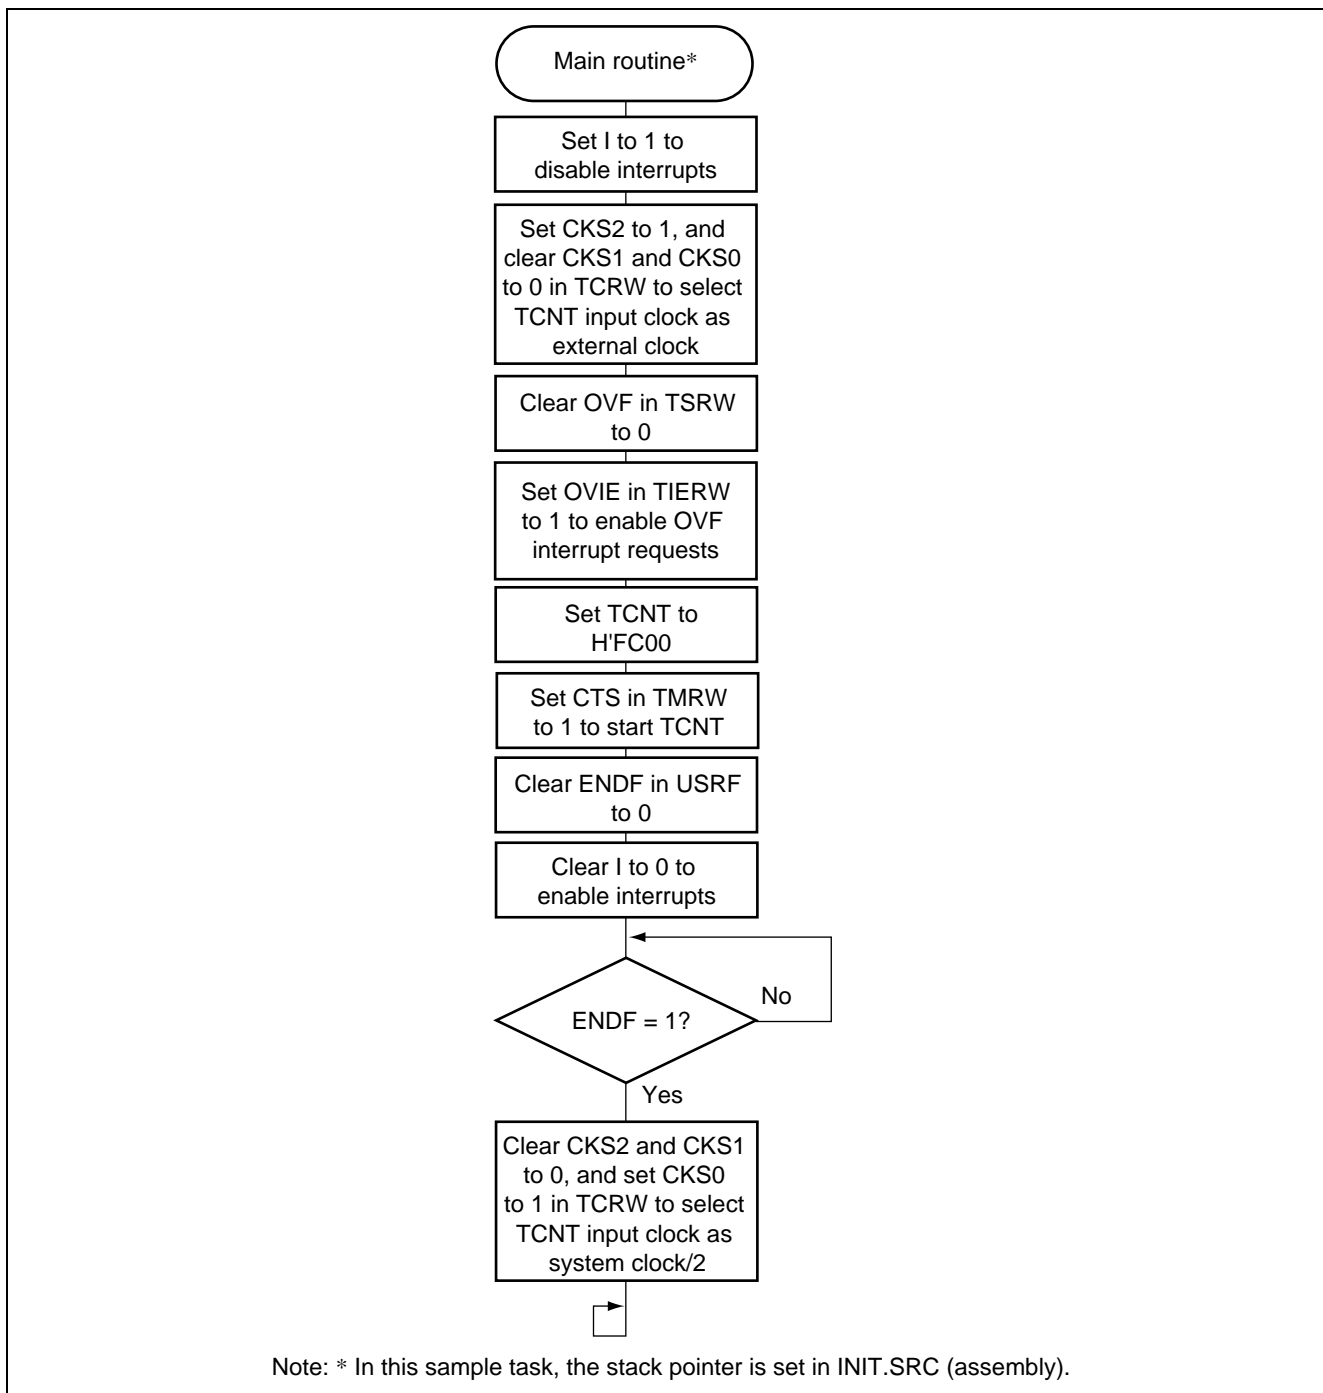 Main routine*
Set I to 1 to
disable interrupts
Set CKS2 to 1, and
clear CKS1 and CKS0
to 0 in TCRW to select
TCNT input clock as
external clock
Clear OVF in TSRW
to 0
Set OVIE in TIERW
to 1 to enable OVF
interrupt requests
Set TCNT to
H'FC00
Set CTS in TMRW
to 1 to start TCNT
Clear ENDF in USRF
to 0
Clear I to 0 to
enable interrupts
No
ENDF = 1?
Yes
Clear CKS2 and CKS1
to 0, and set CKS0
to 1 in TCRW to select
TCNT input clock as
system clock/2
Note: * In this sample task, the stack pointer is set in INIT.SRC (assembly).